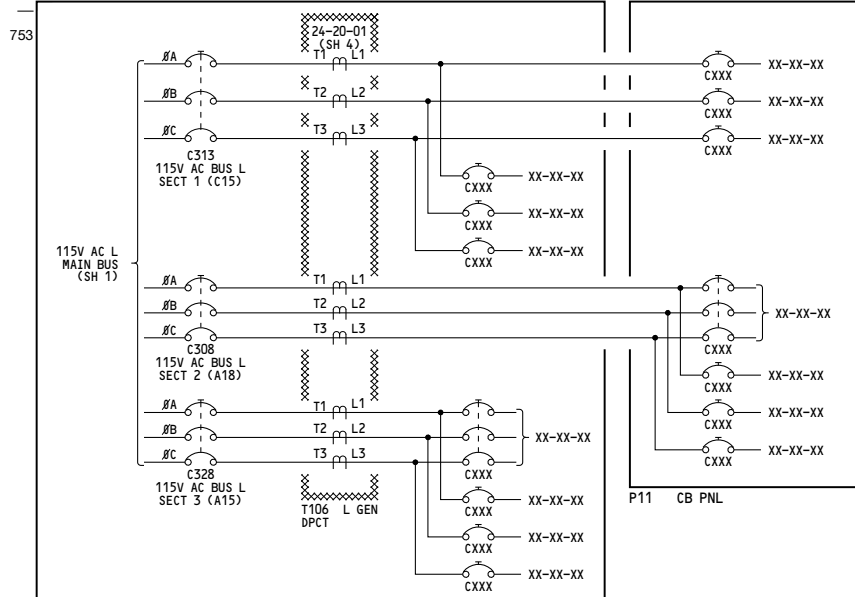 753
24-20-01
(SH 4)
ØA T1 L1 CXXX XX-XX-XX
ØB T2 L2 CXXX XX-XX-XX
ØC T3 L3 CXXX XX-XX-XX
C313
115V AC BUS L
SECT 1 (C15)
CXXX XX-XX-XX
CXXX XX-XX-XX
CXXX XX-XX-XX
115V AC L
MAIN BUS
(SH 1)
ØA T1 L1
ØB T2 L2 XX-XX-XX
ØC T3 L3 CXXX
C308
115V AC BUS L
SECT 2 (A18)
CXXX XX-XX-XX
CXXX XX-XX-XX
CXXX XX-XX-XX
ØA T1 L1
ØB T2 L2 XX-XX-XX
ØC T3 L3 CXXX
C328
115V AC BUS L
SECT 3 (A15)
T106 L GEN
DPCT
CXXX XX-XX-XX
CXXX XX-XX-XX
CXXX XX-XX-XX
P11 CB PNL